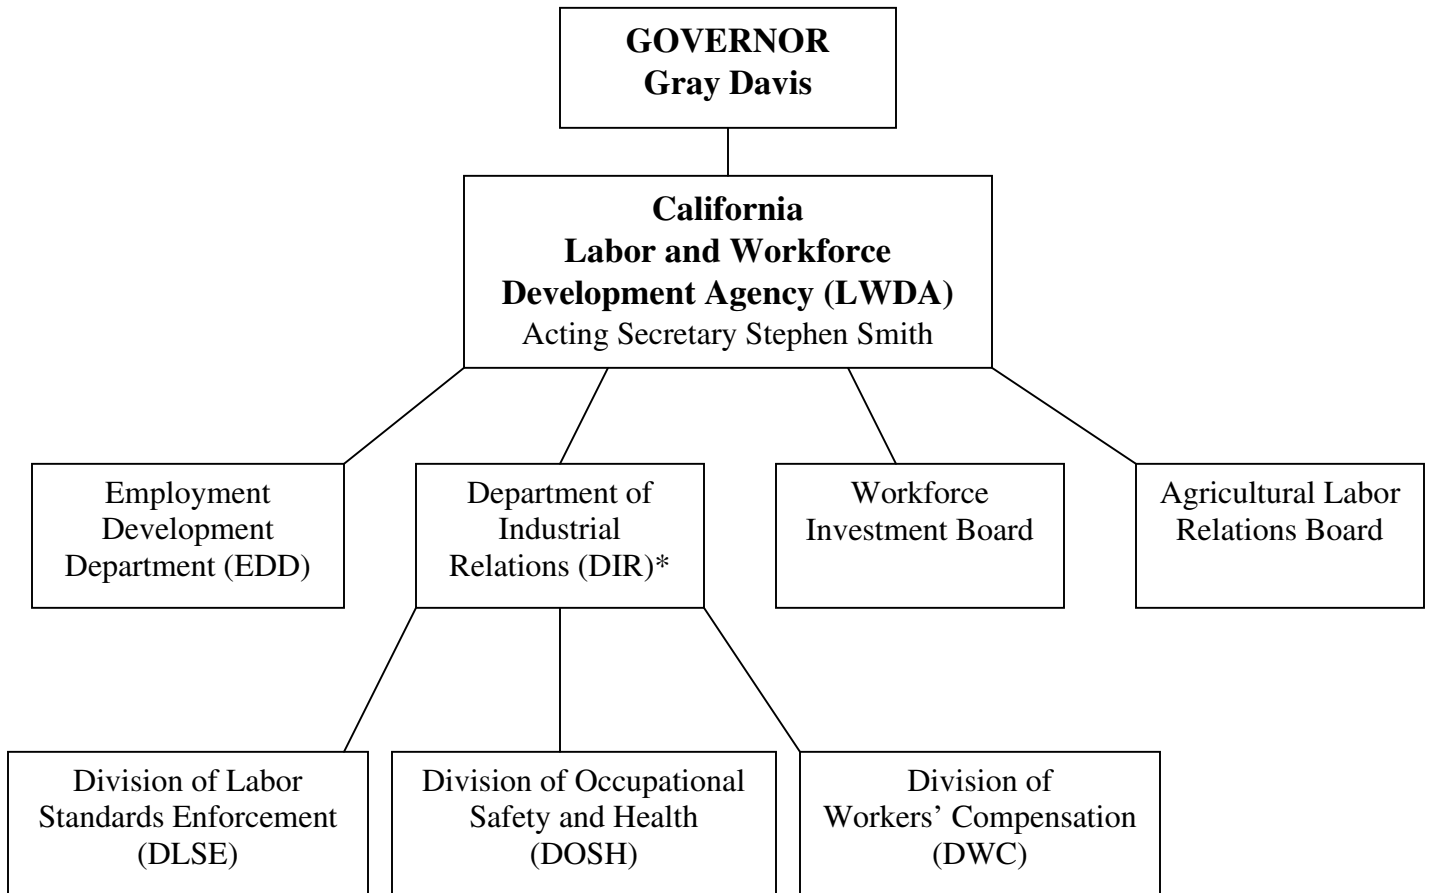 GOVERNOR
Gray Davis
California
Labor and Workforce
Development Agency (LWDA)
Acting Secretary Stephen Smith
Employment
Development
Department (EDD)
Department of
Industrial
Relations (DIR)*
Workforce
Investment Board
Agricultural Labor
Relations Board
Division of Labor
Standards Enforcement
(DLSE)
Division of Occupational
Safety and Health
(DOSH)
Division of
Workers’ Compensation
(DWC)